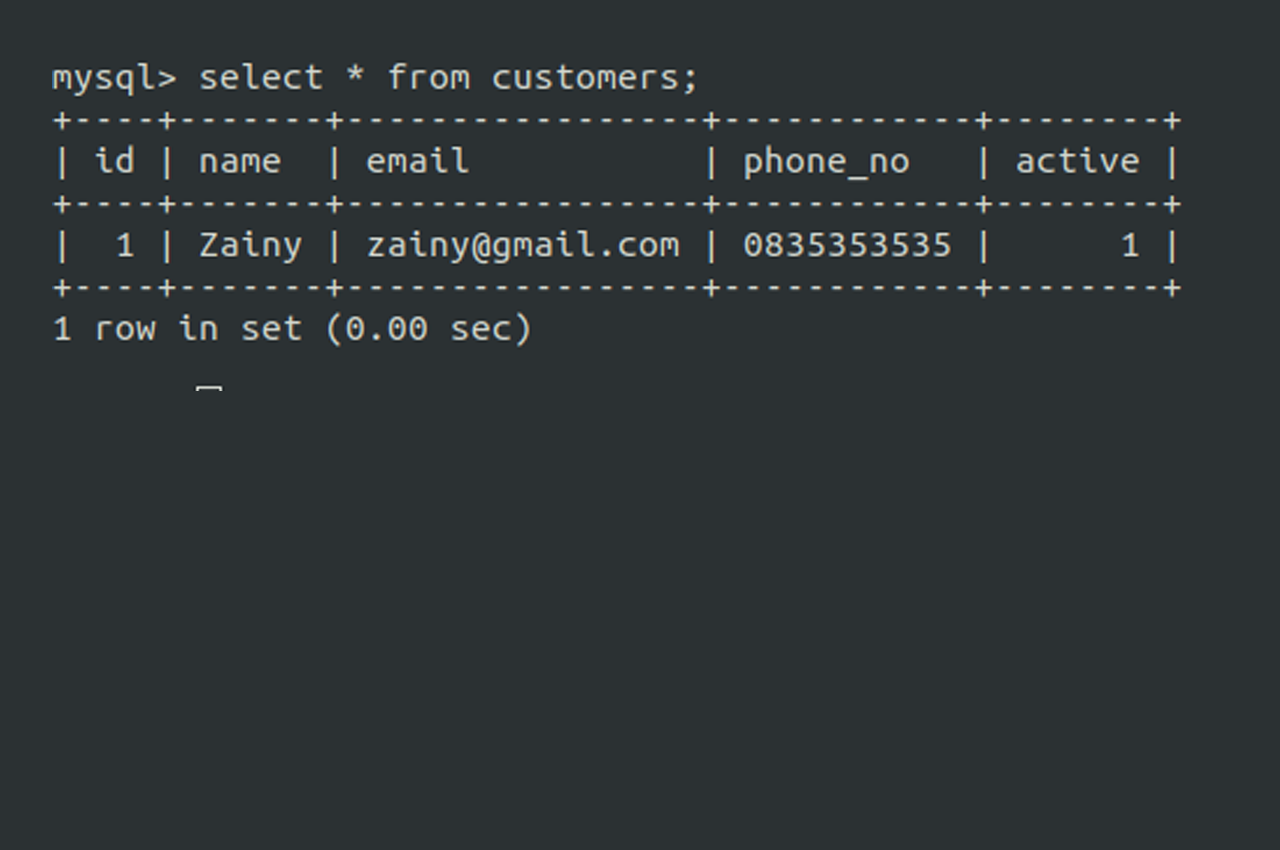 mysql> select * from customers;
+----+-------+-----------------+------------+--------+
| id | name  | email           | phone_no   | active |
+----+-------+-----------------+------------+--------+
|  1 | Zainy | zainy@gmail.com | 0835353535 |      1 |
+----+-------+-----------------+------------+--------+
1 row in set (0.00 sec)